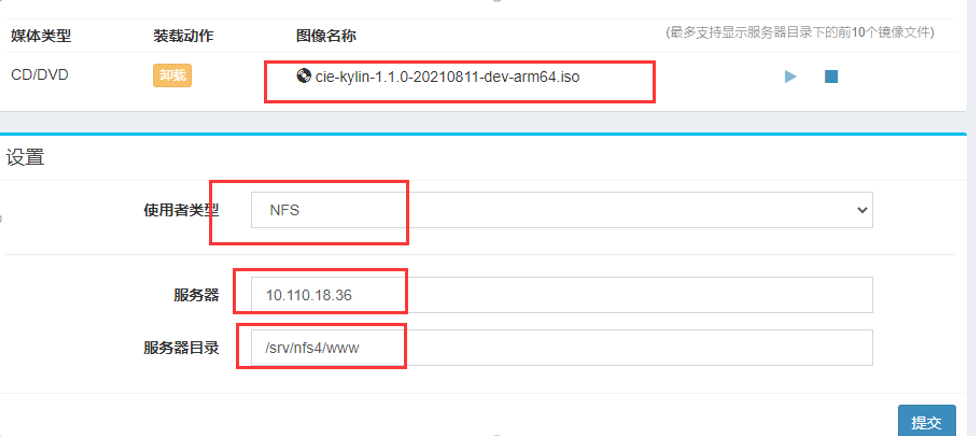 媒体类型 装载动作 图像名称 (最多支持显示服务器目录下的前10个镜像文件)
CD/DVD 卸载 cie-kylin-1.1.0-20210811-dev-arm64.iso
设置
使用者类型 NFS
服务器 10.110.18.36
服务器目录 /srv/nfs4/www
提交